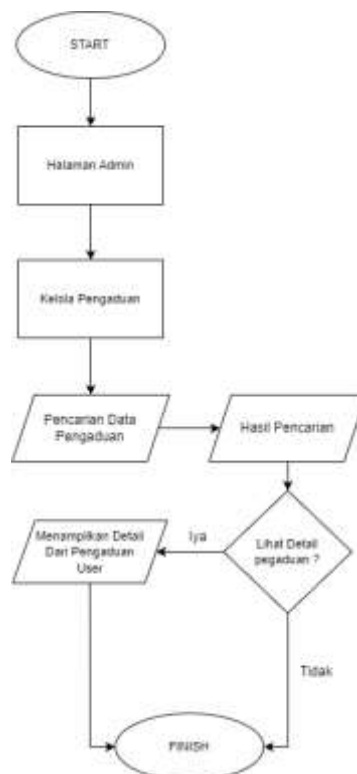 START
Halaman Admin
Kelola Pengaduan
Pencarian Data
Pengaduan
Hasil Pencarian
Lihat Detail
pegaduan ?
Iya
Menampilkan Detail
Dari Pengaduan
User
Tidak
FINISH